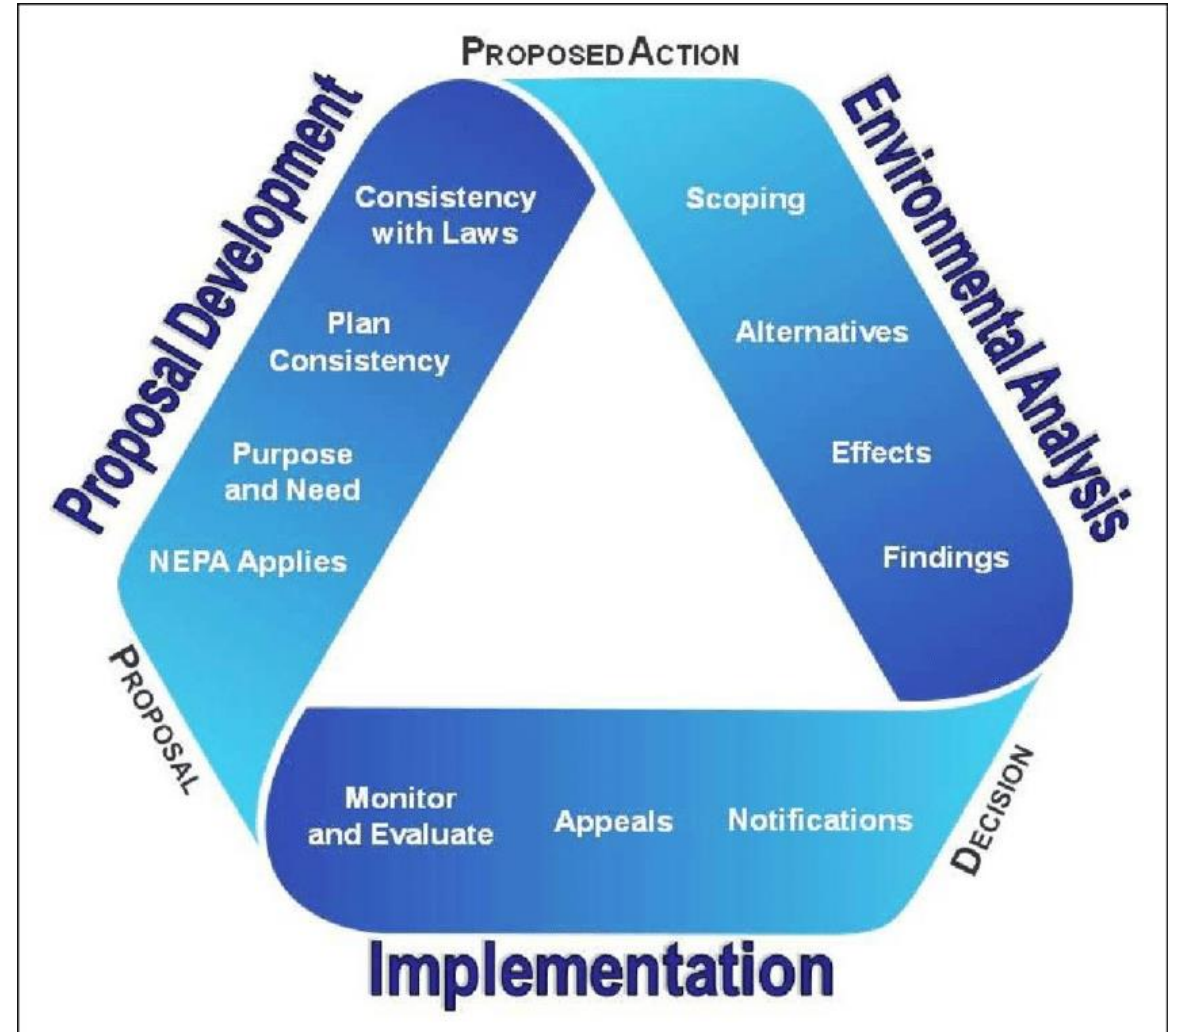 PROPOSED ACTION
Proposal Development
Environmental Analysis
Consistency
with Laws
Plan
Consistency
Purpose
and Need
NEPA Applies
PROPOSAL
Scoping
Alternatives
Effects
Findings
DECISION
Monitor
and Evaluate
Appeals
Notifications
Implementation